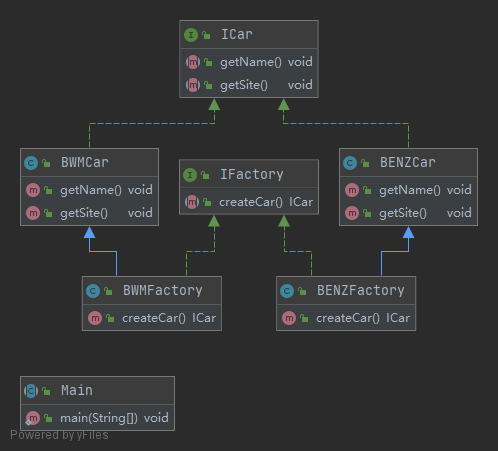 I ICar
m getName() void
m getSite() void
C BWMCar
m getName() void
m getSite() void
I IFactory
m createCar() ICar
C BENZCar
m getName() void
m getSite() void
C BWMFactory
m createCar() ICar
C BENZFactory
m createCar() ICar
C Main
m main(String[]) void
Powered by yFiles